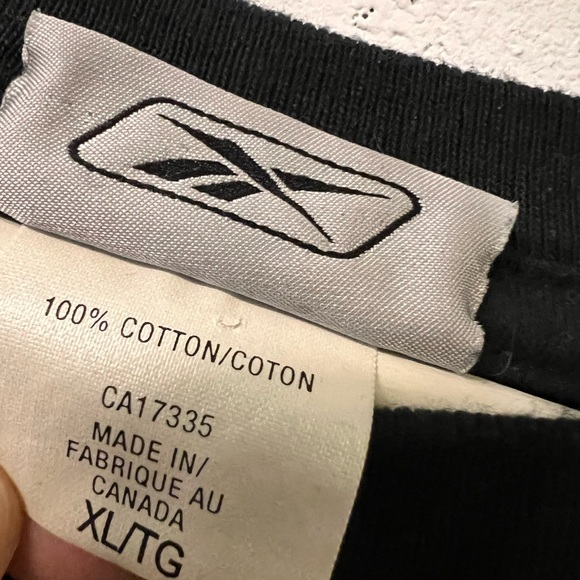 100% COTTON/COTON
CA17335
MADE IN/
FABRIQUE AU
CANADA
XL/TG